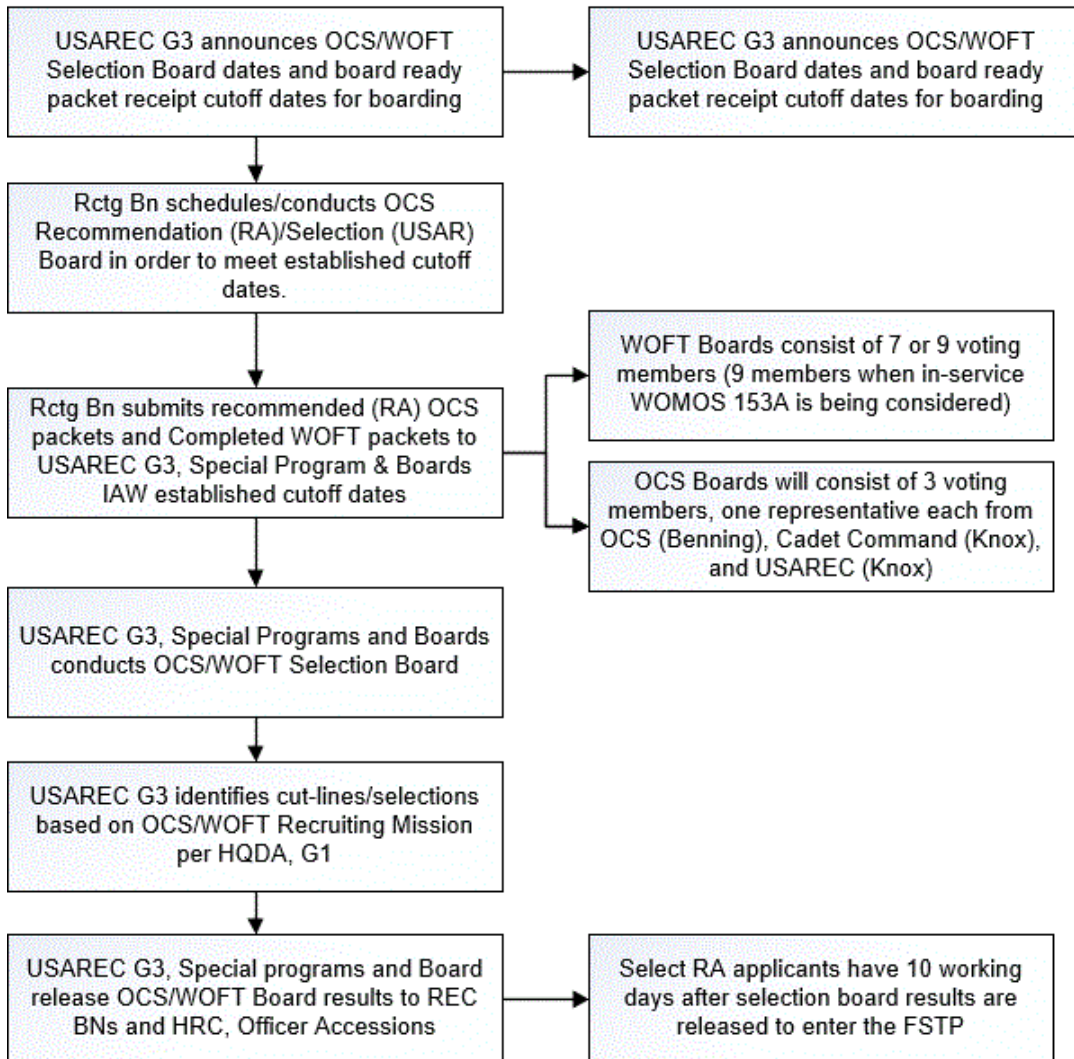 USAREC G3 announces OCS/WOFT
Selection Board dates and board ready
packet receipt cutoff dates for boarding
USAREC G3 announces OCS/WOFT
Selection Board dates and board ready
packet receipt cutoff dates for boarding
Rctg Bn schedules/conducts OCS
Recommendation (RA)/Selection (USAR)
Board in order to meet established cutoff
dates.
Rctg Bn submits recommended (RA) OCS
packets and Completed WOFT packets to
USAREC G3, Special Program & Boards
IAW established cutoff dates
WOFT Boards consist of 7 or 9 voting
members (9 members when in-service
WOMOS 153A is being considered)
OCS Boards will consist of 3 voting
members, one representative each from
OCS (Benning), Cadet Command (Knox),
and USAREC (Knox)
USAREC G3, Special Programs and Boards
conducts OCS/WOFT Selection Board
USAREC G3 identifies cut-lines/selections
based on OCS/WOFT Recruiting Mission
per HQDA, G1
USAREC G3, Special programs and Board
release OCS/WOFT Board results to REC
BNs and HRC, Officer Accessions
Select RA applicants have 10 working
days after selection board results are
released to enter the FSTP